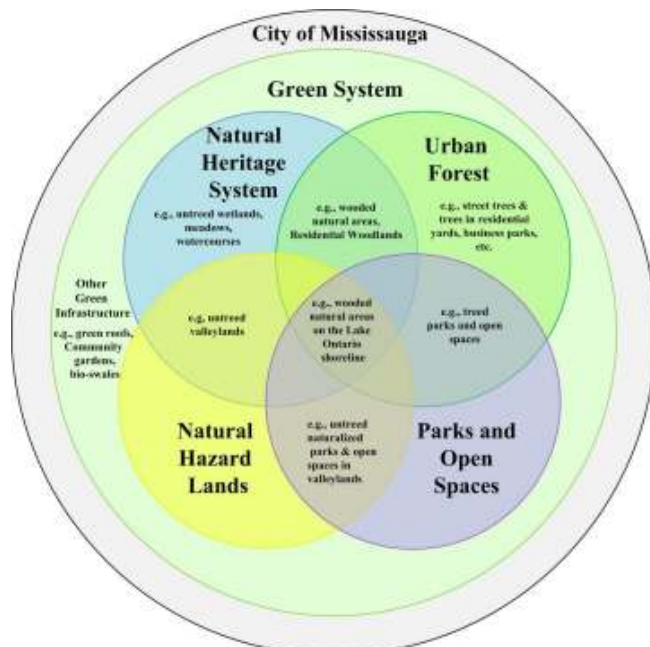 City of Mississauga
Green System
Natural
Heritage
System
e.g., untreed wetlands,
meadows,
watercourses
Urban
Forest
e.g., street trees &
trees in residential
yards, business parks,
etc.
e.g., wooded
natural areas,
Residential Woodlands
Other
Green
Infrastructure
e.g., green roofs,
Community
gardens,
bio-swales
e.g, untreed
valleylands
e.g., wooded
natural areas
on the Lake
Ontario
shoreline
e.g., treed
parks and open
spaces
Natural
Hazard
Lands
e.g., untreed
naturalized
parks & open
spaces in
valleylands
Parks and
Open
Spaces